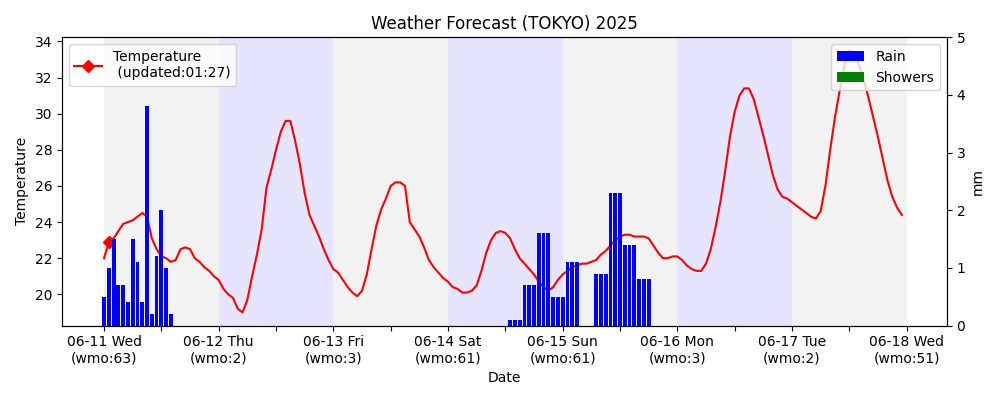 Weather Forecast (TOKYO) 2025
Temperature
(updated:01:27)
Rain
Showers
34
32
30
28
26
24
22
20
Temperature
5
4
3
2
1
0
mm
06-11 Wed
(wmo:63)
06-12 Thu
(wmo:2)
06-13 Fri
(wmo:3)
06-14 Sat
(wmo:61)
06-15 Sun
(wmo:61)
06-16 Mon
(wmo:3)
06-17 Tue
(wmo:2)
06-18 Wed
(wmo:51)
Date